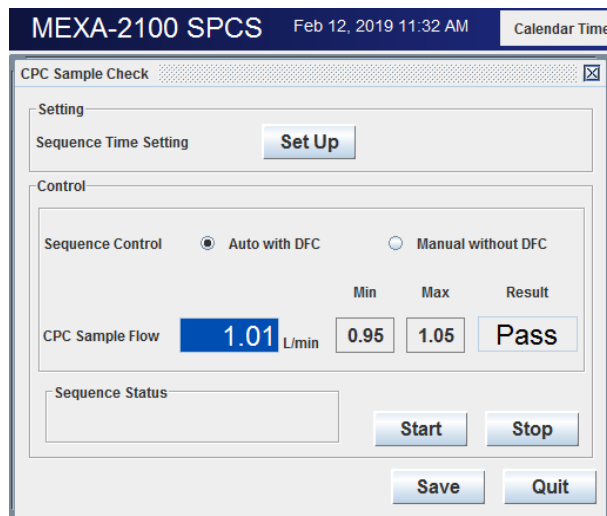 MEXA-2100 SPCS Feb 12, 2019 11:32 AM Calendar Time
CPC Sample Check
Setting
Sequence Time Setting Set Up
Control
Sequence Control Auto with DFC Manual without DFC
Min Max Result
CPC Sample Flow 1.01 L/min 0.95 1.05 Pass
Sequence Status
Start Stop
Save Quit